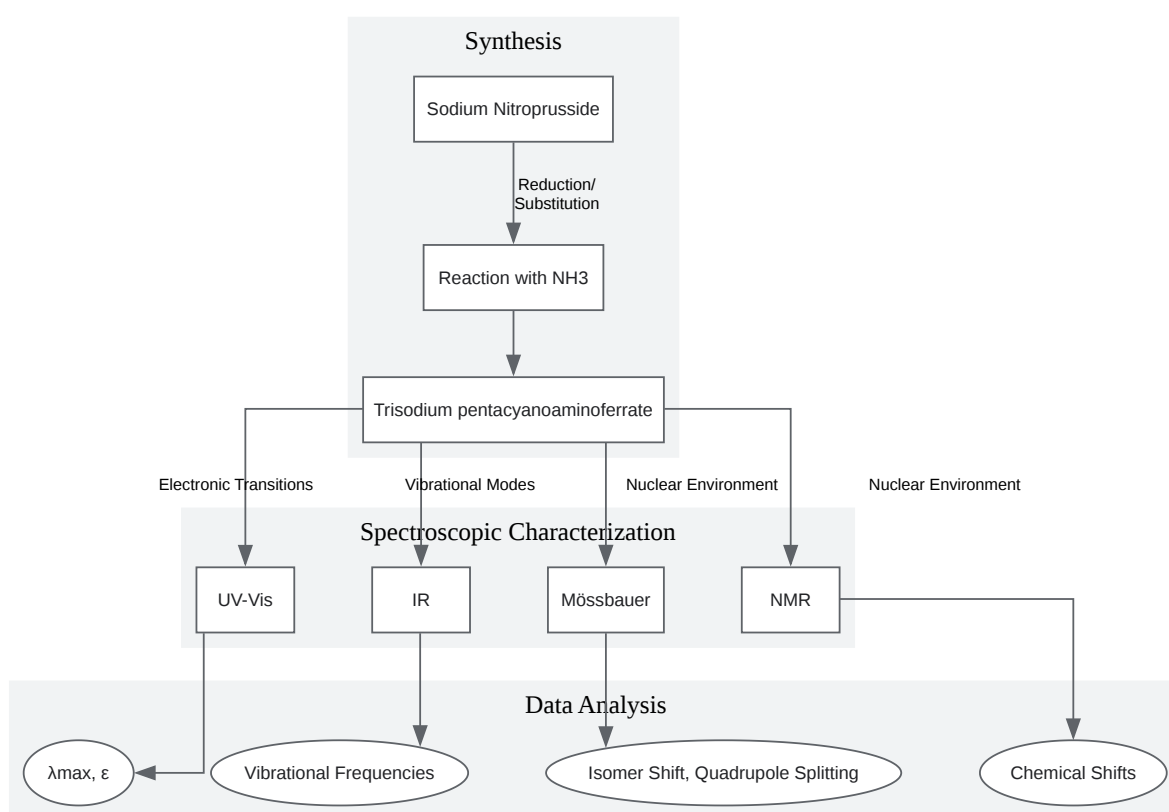 Synthesis
Sodium Nitroprusside
Reduction/
Substitution
Reaction with NH3
Trisodium pentacyanoaminoferrate
Electronic Transitions
Vibrational Modes
Nuclear Environment
Nuclear Environment
Spectroscopic Characterization
UV-Vis
IR
Mössbauer
NMR
Data Analysis
λmax, ε
Vibrational Frequencies
Isomer Shift, Quadrupole Splitting
Chemical Shifts